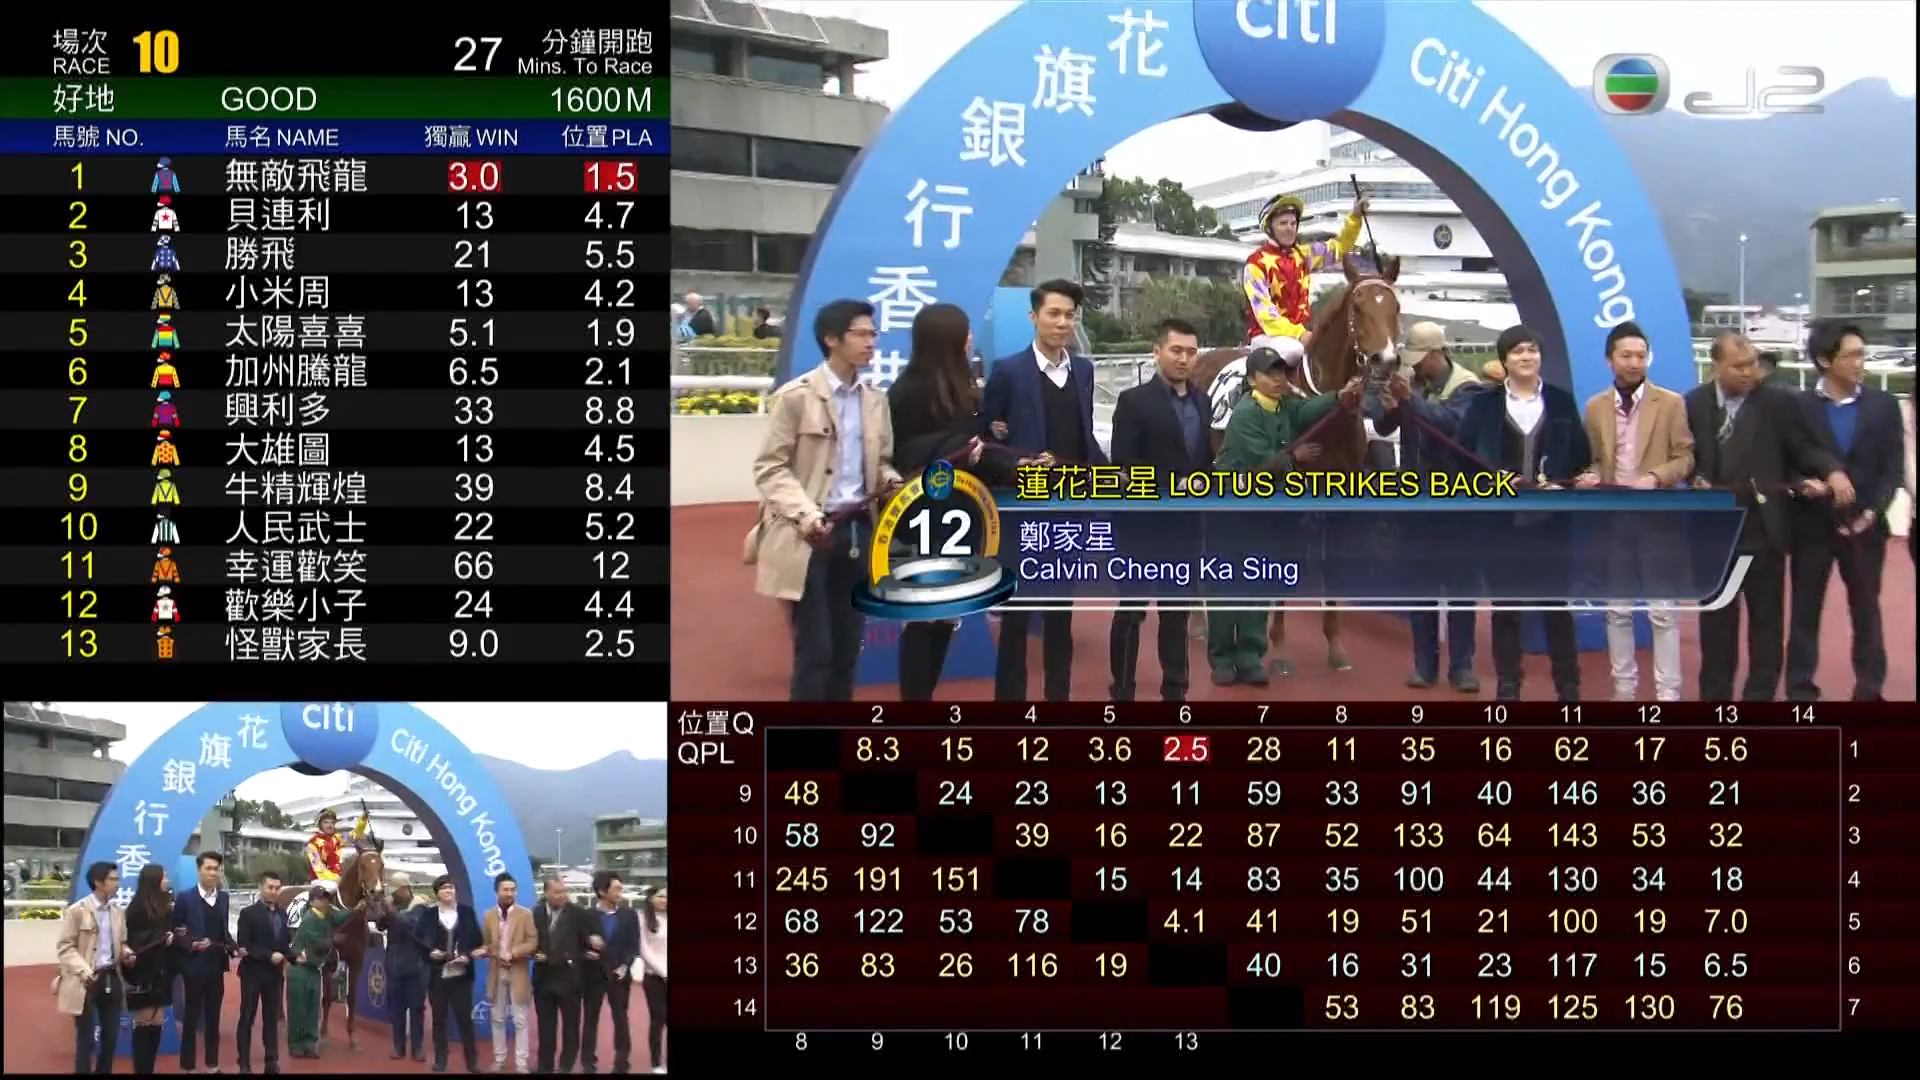 場次 10 27 分鐘開跑
RACE Mins. To Race
好地 GOOD 1600M
馬號 NO. 馬名 NAME 獨贏 WIN 位置 PLA
1 無敵飛龍 3.0 1.5
2 貝連利 13 4.7
3 勝飛 21 5.5
4 小米周 13 4.2
5 太陽喜喜 5.1 1.9
6 加州騰龍 6.5 2.1
7 興利多 33 8.8
8 大雄圖 13 4.5
9 牛精輝煌 39 8.4
10 人民武士 22 5.2
11 幸運歡笑 66 12
12 歡樂小子 24 4.4
13 怪獸家長 9.0 2.5
citi
花旗銀行香港
Citi Hong Kong
J2
蓮花巨星 LOTUS STRIKES BACK
12
鄭家星
Calvin Cheng Ka Sing
citi
花旗銀行香
Citi Hong Kong
位置Q 2 3 4 5 6 7 8 9 10 11 12 13 14
QPL 8.3 15 12 3.6 2.5 28 11 35 16 62 17 5.6 1
9 48 24 23 13 11 59 33 91 40 146 36 21 2
10 58 92 39 16 22 87 52 133 64 143 53 32 3
11 245 191 151 15 14 83 35 100 44 130 34 18 4
12 68 122 53 78 4.1 41 19 51 21 100 19 7.0 5
13 36 83 26 116 19 40 16 31 23 117 15 6.5 6
14 53 83 119 125 130 76 7
8 9 10 11 12 13